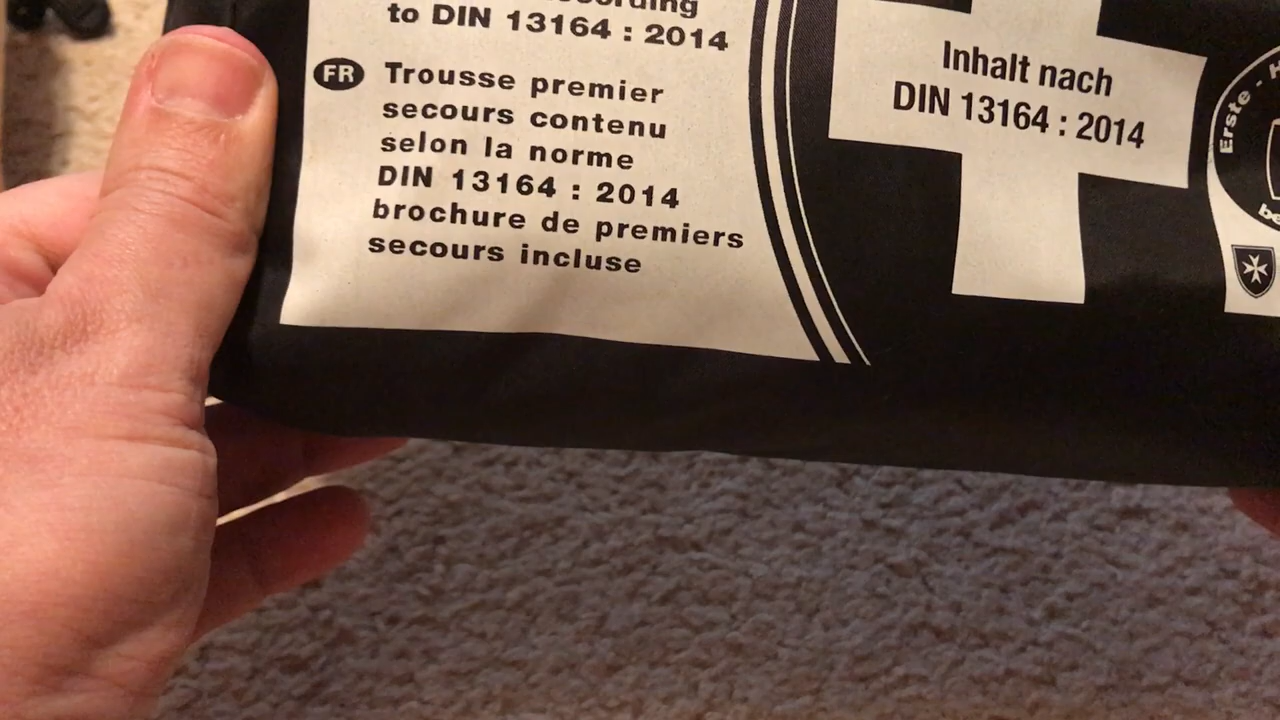 to DIN 13164 : 2014
FR
Trousse premier
secours contenu
selon la norme
DIN 13164 : 2014
brochure de premiers
secours incluse
Inhalt nach
DIN 13164 : 2014
Erste -